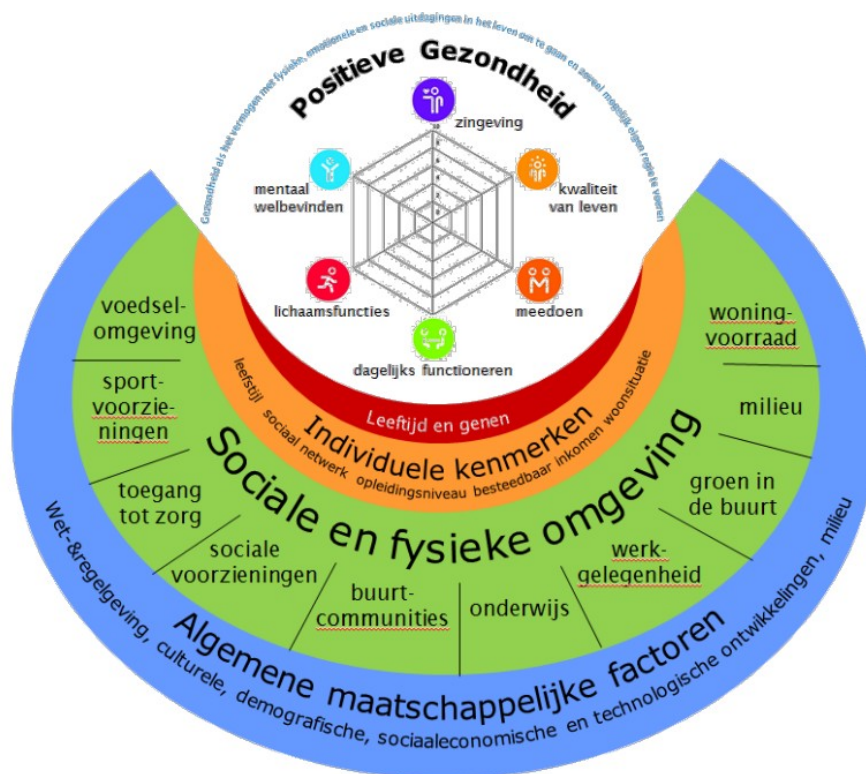 Gezondheid als het vermogen met fysieke, emotionele en sociale uitdagingen in het leven om te gaan en zoveel mogelijk eigen regie te voeren
Positieve Gezondheid
zingeving
mentaal
welbevinden
kwaliteit
van leven
lichaamsfuncties
meedoen
dagelijks functioneren
Leeftijd en genen
Individuele kenmerken
leefstijl sociaal netwerk opleidingsniveau besteedbaar inkomen woonsituatie
Sociale en fysieke omgeving
voedsel-
omgeving
sport-
voorzie-
ningen
toegang
tot zorg
sociale
voorzieningen
buurt-
communities
onderwijs
werk-
gelegenheid
groen in
de buurt
milieu
woning-
voorraad
Algemene maatschappelijke factoren
Wet-&regelgeving, culturele, demografische, sociaaleconomische en technologische ontwikkelingen, milieu